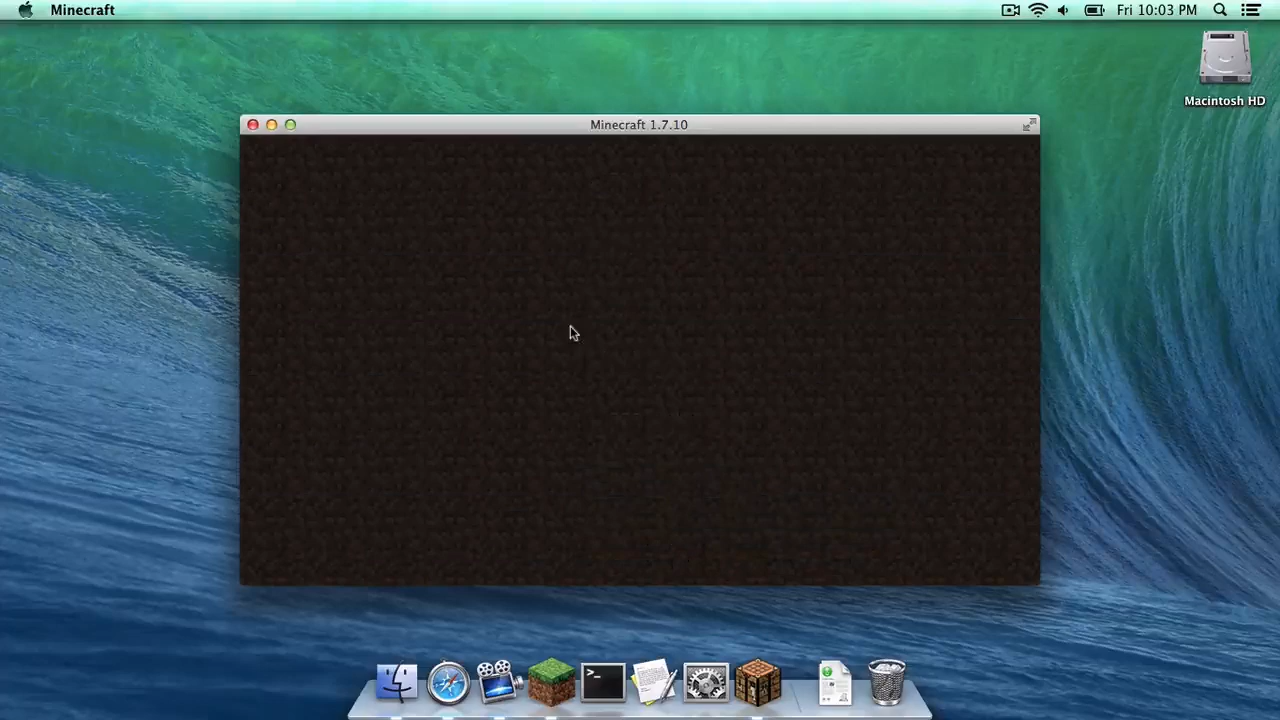 Minecraft
Fri 10:03 PM
Macintosh HD
Minecraft 1.7.10
>_